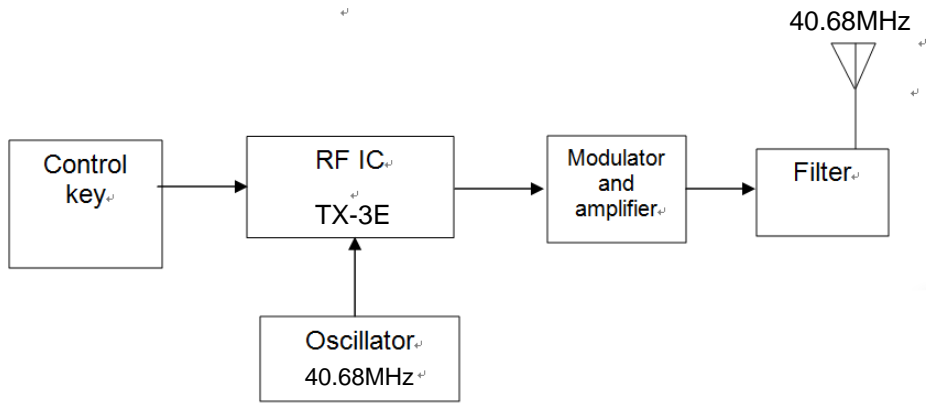 40.68MHz
Control
key
RF IC
TX-3E
Modulator
and
amplifier
Filter
Oscillator
40.68MHz